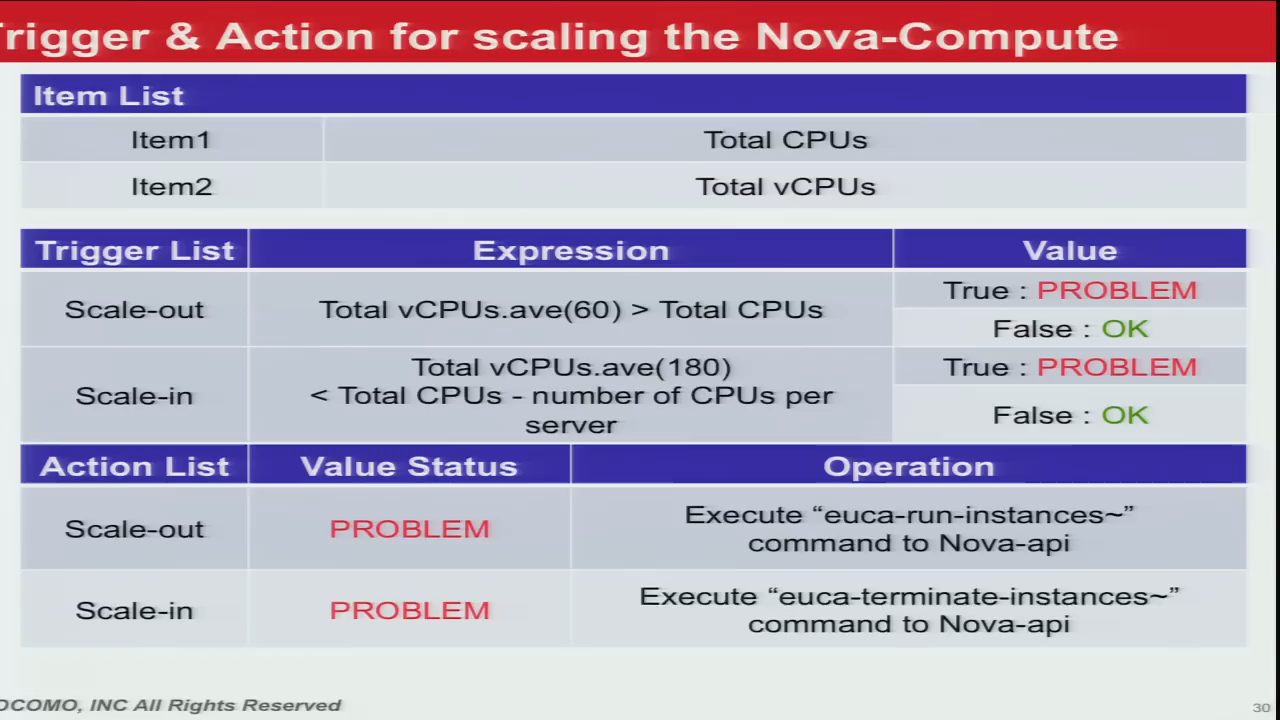 Trigger & Action for scaling the Nova-Compute
Item List
Item1 Total CPUs
Item2 Total vCPUs
Trigger List Expression Value
Scale-out Total vCPUs.ave(60) > Total CPUs True : PROBLEM
False : OK
Scale-in Total vCPUs.ave(180)
< Total CPUs - number of CPUs per
server
True : PROBLEM
False : OK
Action List Value Status Operation
Scale-out PROBLEM Execute “euca-run-instances~”
command to Nova-api
Scale-in PROBLEM Execute “euca-terminate-instances~”
command to Nova-api
OCOMO, INC All Rights Reserved
30